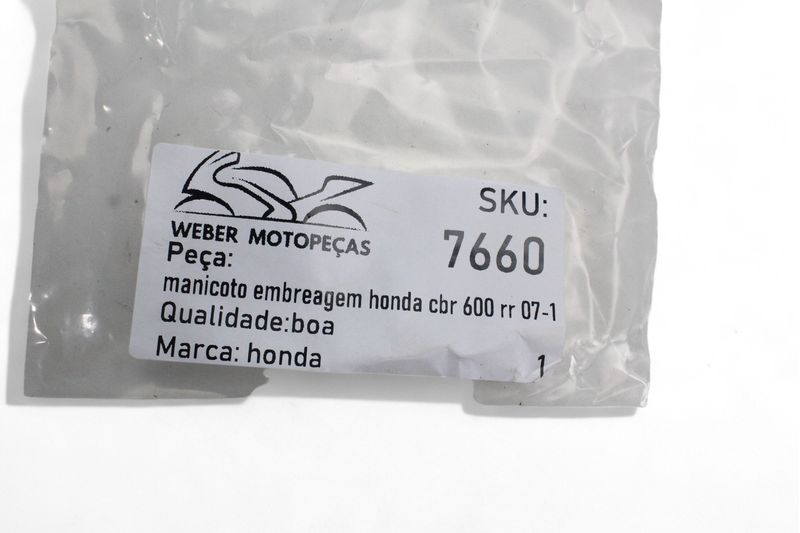 WEBER MOTOPEÇAS
SKU:
7660
Peça:
manicoto embreagem honda cbr 600 rr 07-1
Qualidade:boa
Marca: honda
1